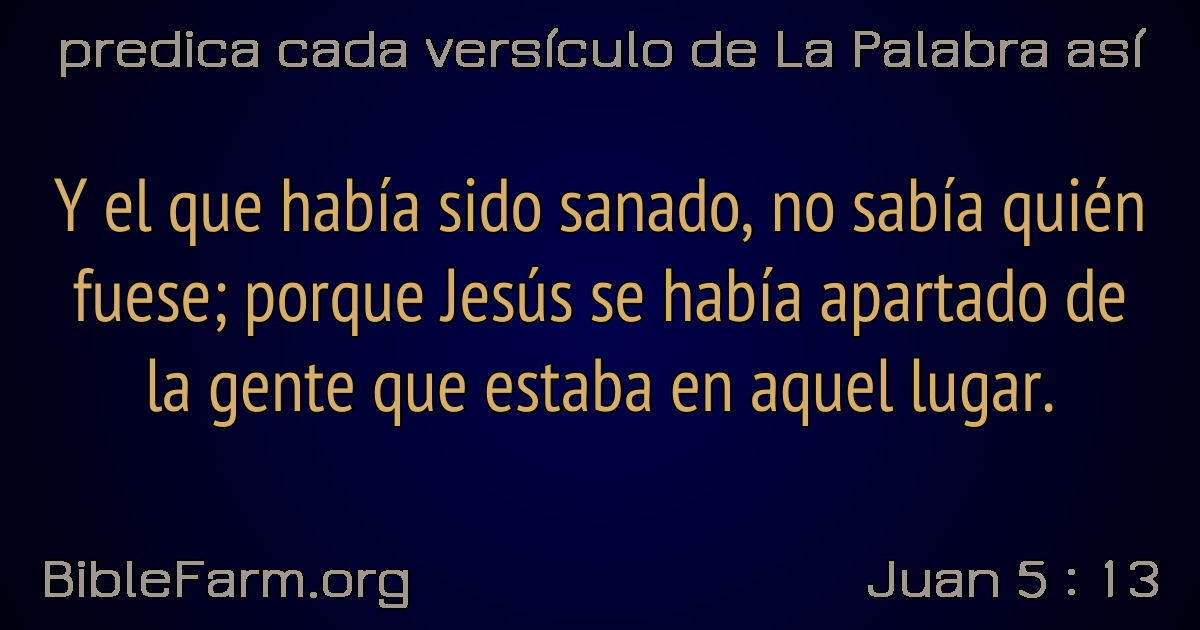 predica cada versículo de La Palabra así
Y el que había sido sanado, no sabía quién
fuese; porque Jesús se había apartado de
la gente que estaba en aquel lugar.
BibleFarm.org
Juan 5 : 13